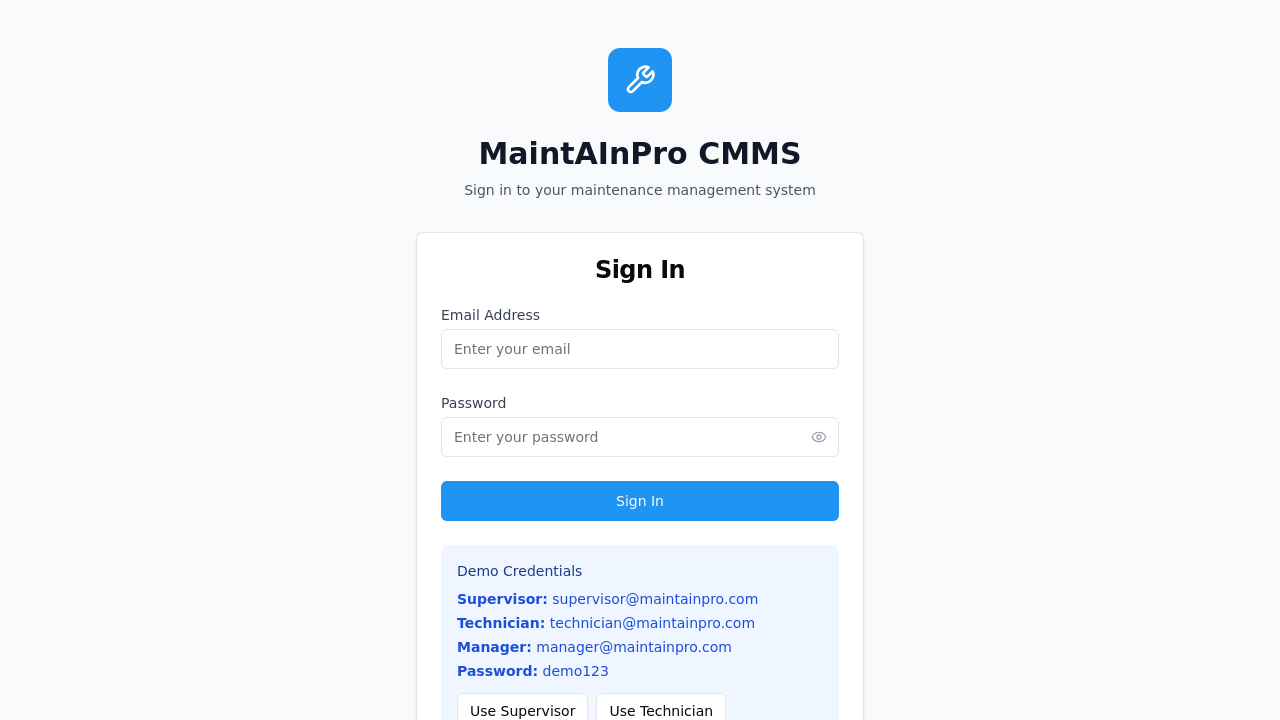 MaintAInPro CMMS
Sign in to your maintenance management system
Sign In
Email Address
Enter your email
Password
Enter your password
Sign In
Demo Credentials
Supervisor: supervisor@maintainpro.com
Technician: technician@maintainpro.com
Manager: manager@maintainpro.com
Password: demo123
Use Supervisor Use Technician